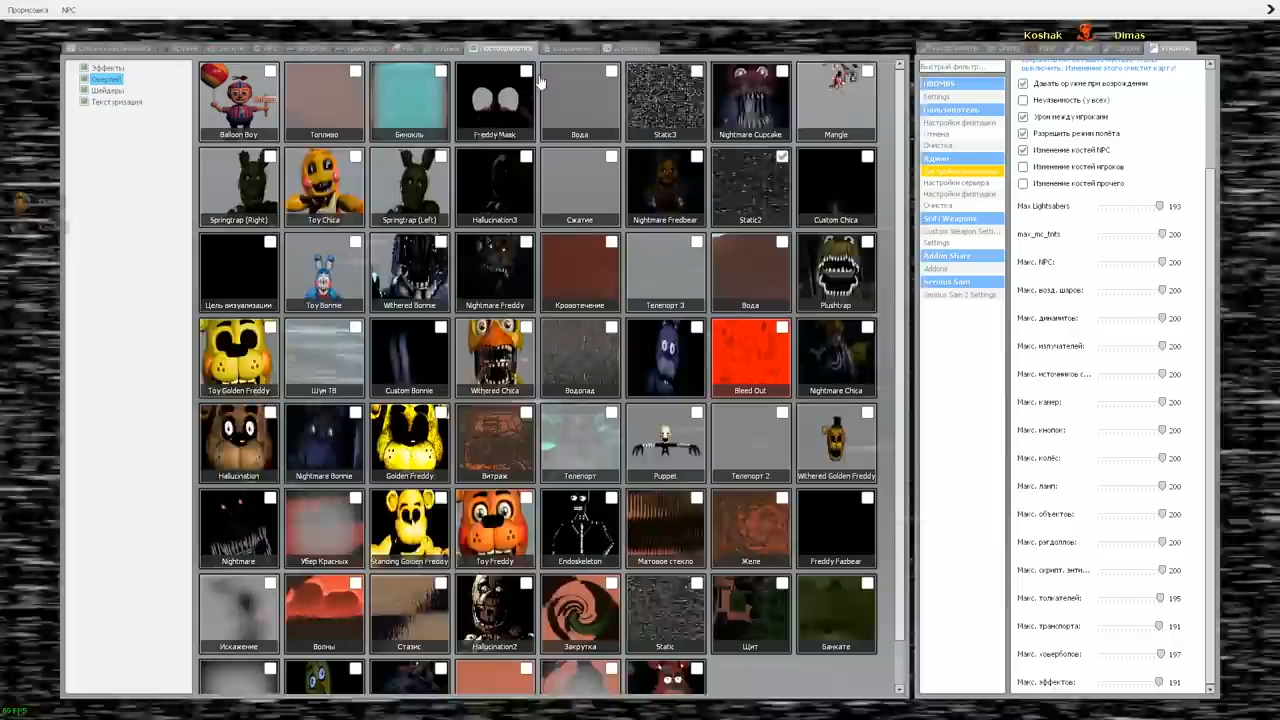 Прорисовка NPC
Koshak Dimas
Постобработка
Эффекты
Оверлей
Шейдеры
Текстуризация
Balloon Boy
Топливо
Бинокль
Freddy Mask
Вода
Static3
Nightmare Cupcake
Mangle
Springtrap (Right)
Toy Chica
Springtrap (Left)
Hallucination3
Сжатие
Nightmare Fredbear
Static2
Custom Chica
Цель визуализации
Toy Bonnie
Withered Bonnie
Nightmare Freddy
Кровотечение
Телепорт 3
Вода
Plushtrap
Toy Golden Freddy
Шум ТВ
Custom Bonnie
Withered Chica
Водопад
Bleed Out
Nightmare Chica
Hallucination
Nightmare Bonnie
Golden Freddy
Витраж
Телепорт
Puppet
Телепорт 2
Withered Golden Freddy
Nightmare
Убер Красных
Standing Golden Freddy
Toy Freddy
Endoskeleton
Матовое стекло
Желе
Freddy Fazbear
Искажение
Волны
Стазис
Hallucination2
Закрутка
Static
Щит
Банкате
Быстрый фильтр...
Settings
Пользователь
Настройки физпушки
Отмена
Очистка
Админ
Настройки сервера
Настройки физпушки
Очистка
SciFi Weapons
Custom Weapon Setti...
Settings
Addon Share
Addons
Serious Sam
Serious Sam 2 Settings
выключить. Изменение этого очистит карту!
Давать оружие при возрождении
Неуязвимость (у всех)
Урон между игроками
Разрешить режим полёта
Изменение костей NPC
Изменение костей игроков
Изменение костей прочего
Max Lightsabers 193
max_mc_tnts 200
Макс. NPC: 200
Макс. возд. шаров: 200
Макс. динамитов: 200
Макс. излучателей: 200
Макс. источников с... 200
Макс. камер: 200
Макс. кнопок: 200
Макс. колёс: 200
Макс. ламп: 200
Макс. объектов: 200
Макс. рэгдоллов: 200
Макс. скрипт. энти... 200
Макс. толкателей: 195
Макс. транспорта: 191
Макс. ховерболов: 197
Макс. эффектов: 191
60 FPS